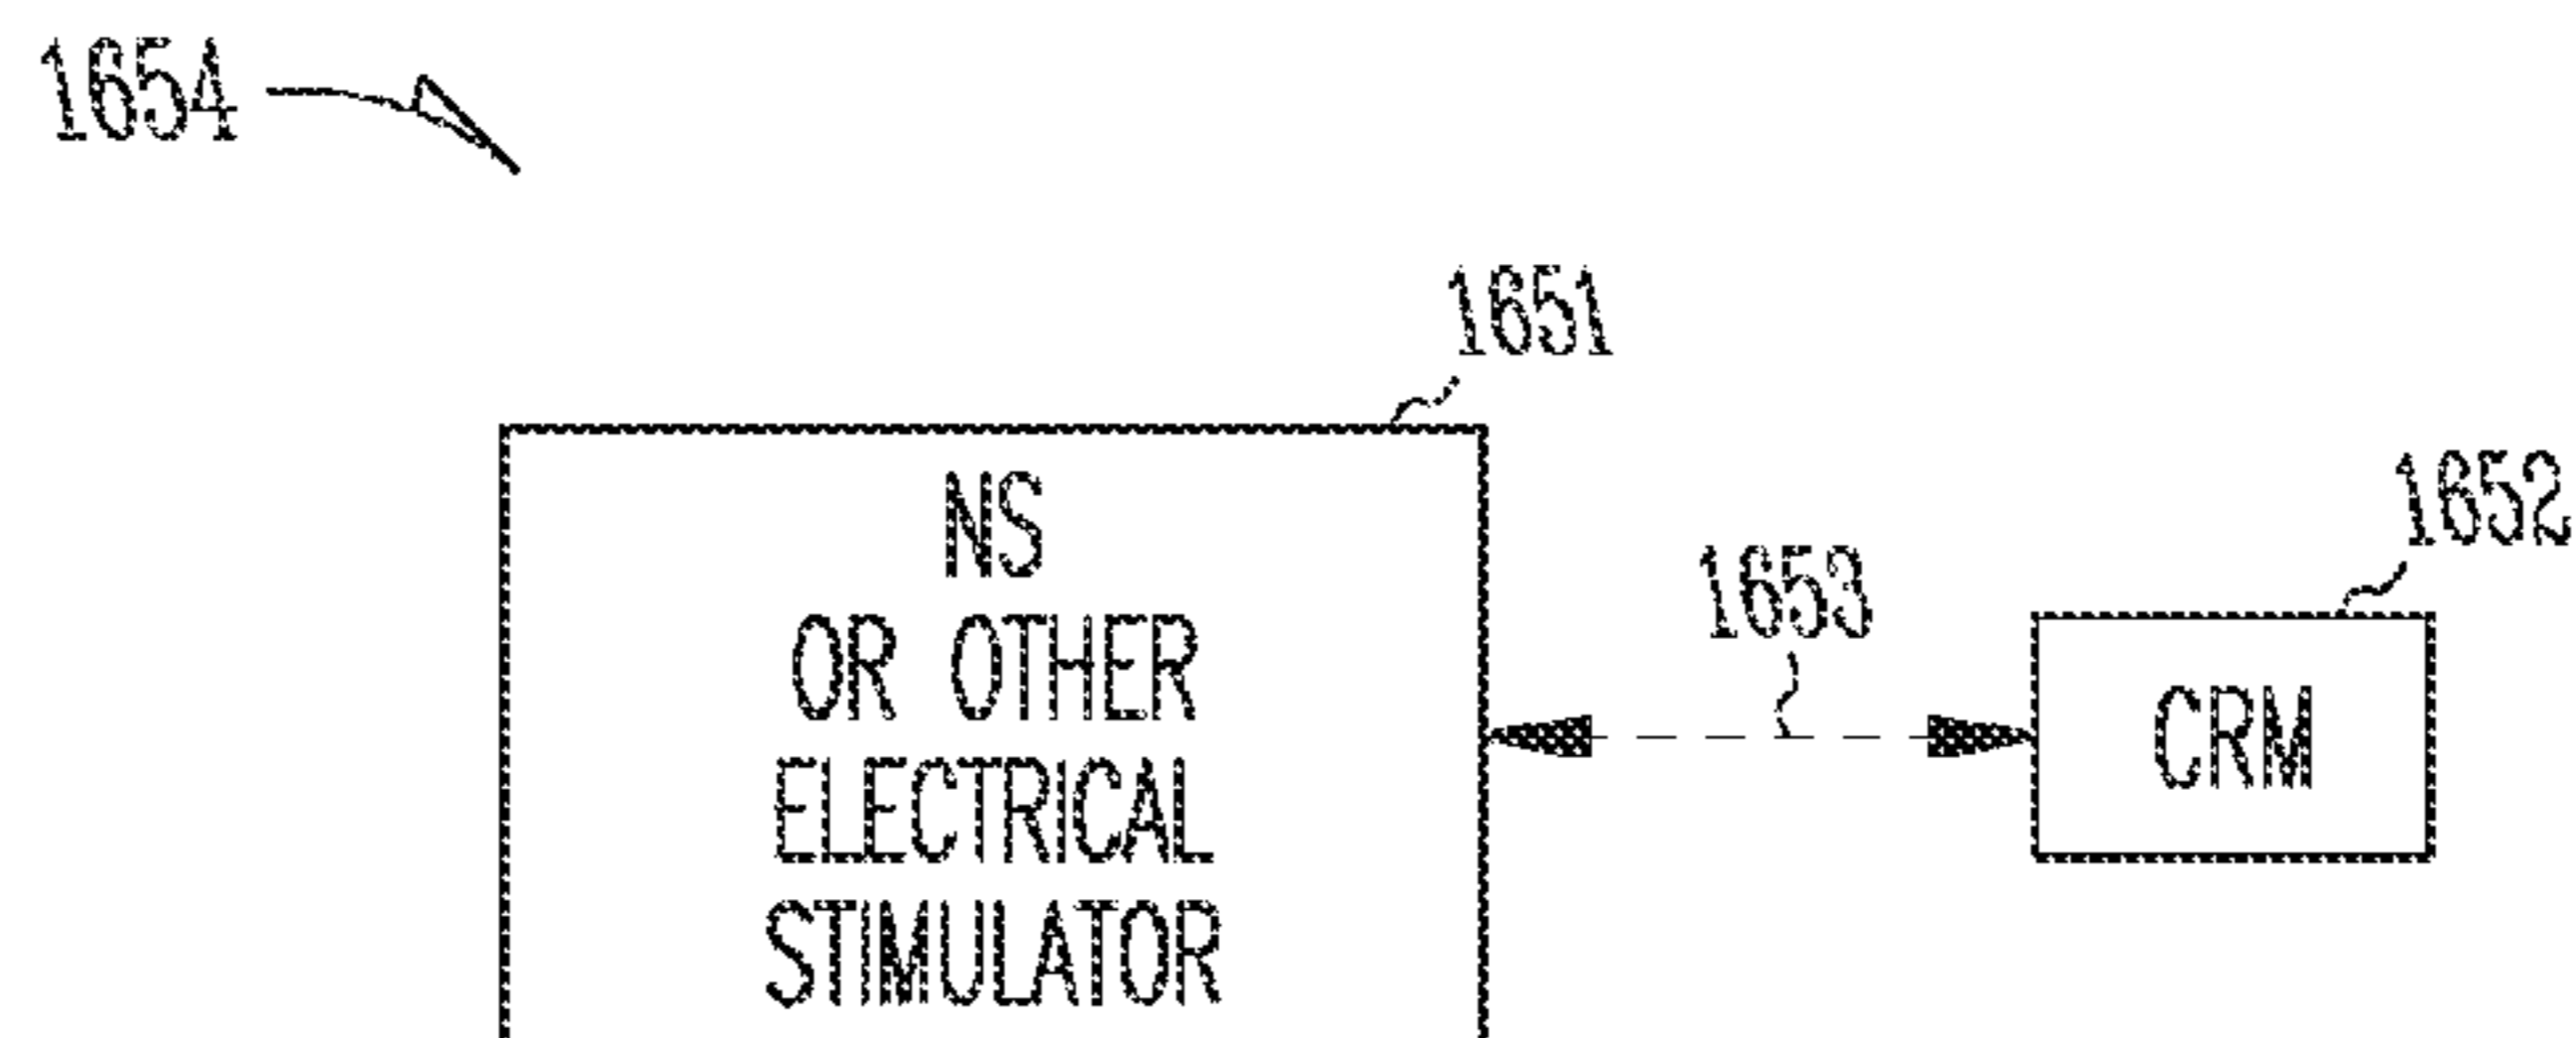 1654
1651
NS
OR OTHER
ELECTRICAL
STIMULATOR
1653
1652
CRM